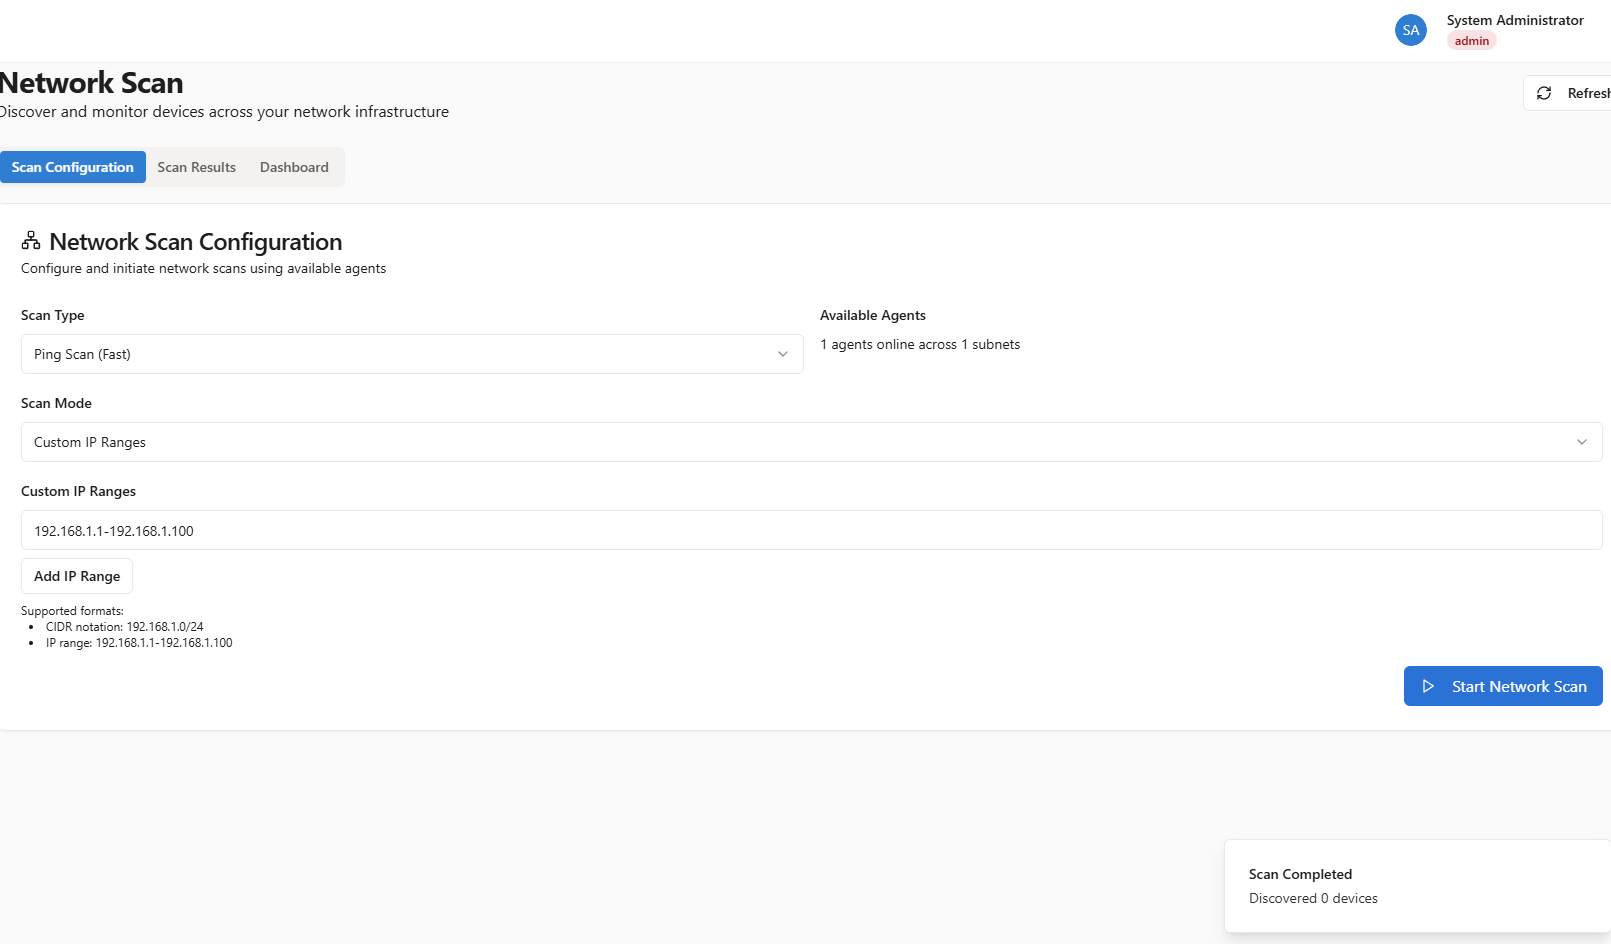 SA
System Administrator
admin
Network Scan
Discover and monitor devices across your network infrastructure
Refresh
Scan Configuration
Scan Results
Dashboard
Network Scan Configuration
Configure and initiate network scans using available agents
Scan Type
Available Agents
Ping Scan (Fast)
1 agents online across 1 subnets
Scan Mode
Custom IP Ranges
Custom IP Ranges
192.168.1.1-192.168.1.100
Add IP Range
Supported formats:
• CIDR notation: 192.168.1.0/24
• IP range: 192.168.1.1-192.168.1.100
Start Network Scan
Scan Completed
Discovered 0 devices